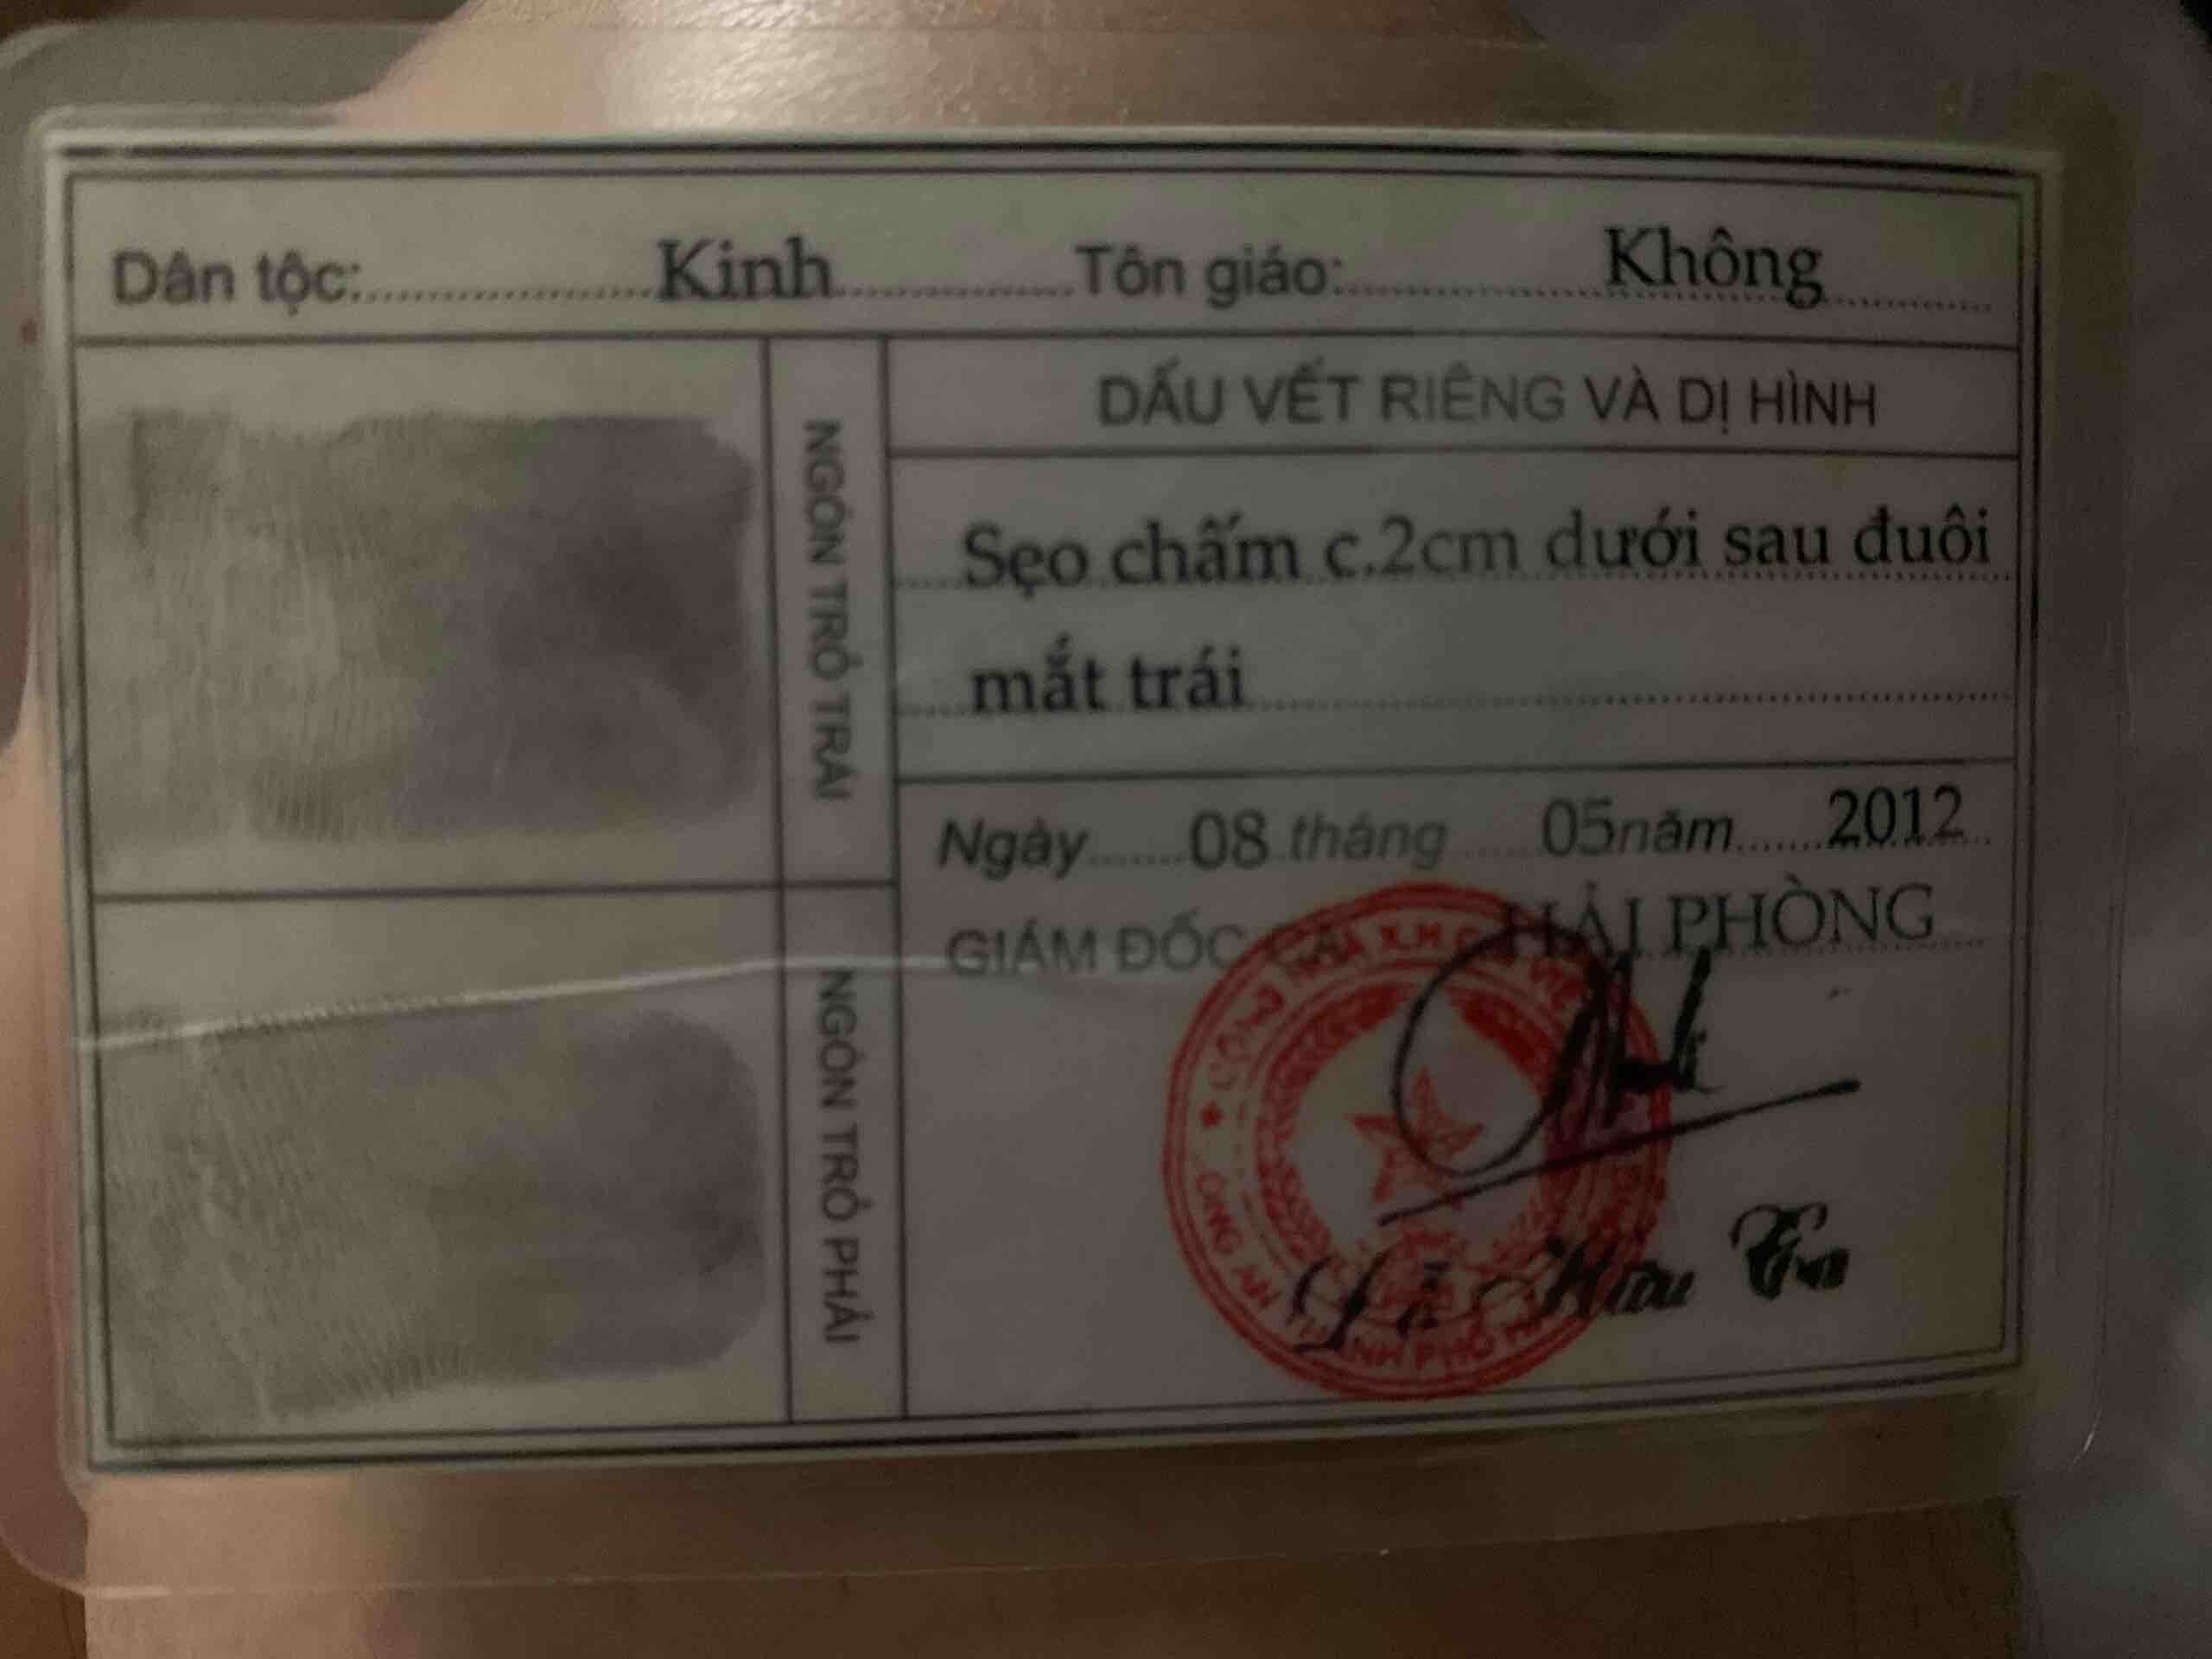 Dân tộc: Kinh Tôn giáo: Không
NGÓN TRỎ TRÁI
DẤU VẾT RIÊNG VÀ DỊ HÌNH
Sẹo chấm c.2cm dưới sau đuôi
mắt trái
Ngày 08 tháng 05 năm 2012
GIÁM ĐỐC CA HẢI PHÒNG
NGÓN TRỎ PHẢI